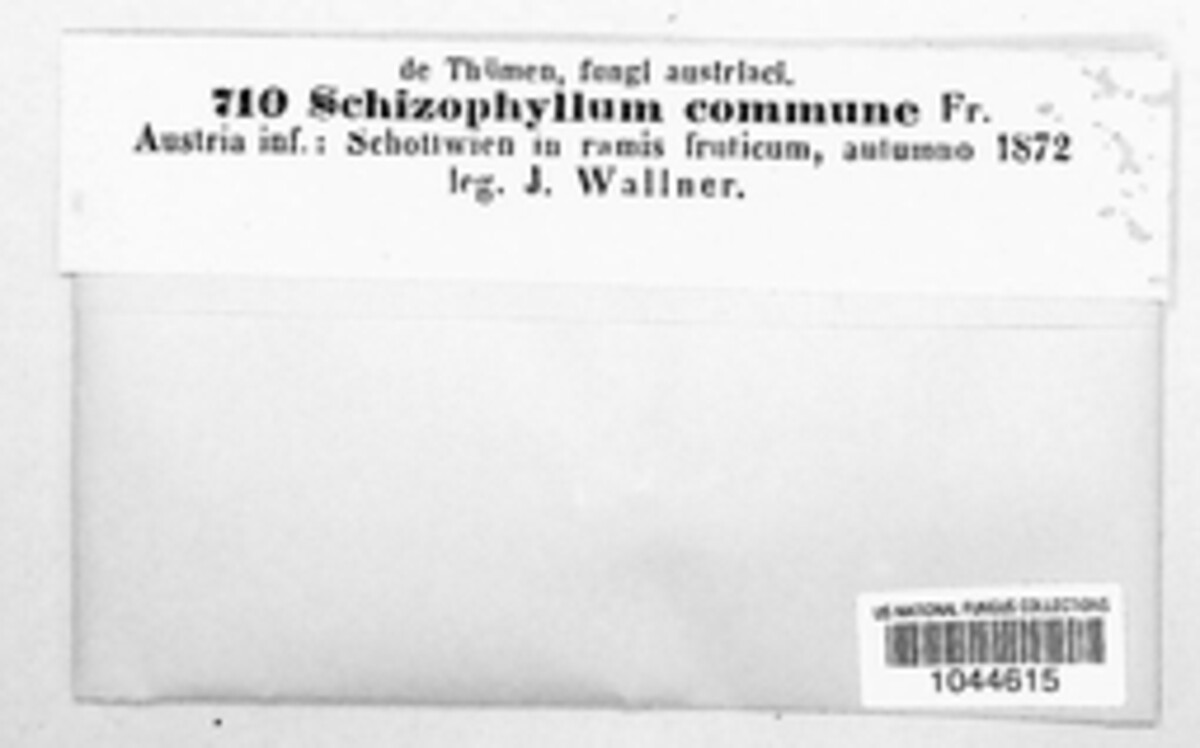 de Thümen, fungi austriaci.
710 Schizophyllum commune Fr.
Austria inf.: Schottwien in ramis fruticum, autumno 1872
leg. J. Wallner.
US NATIONAL FUNGUS COLLECTIONS
1044615